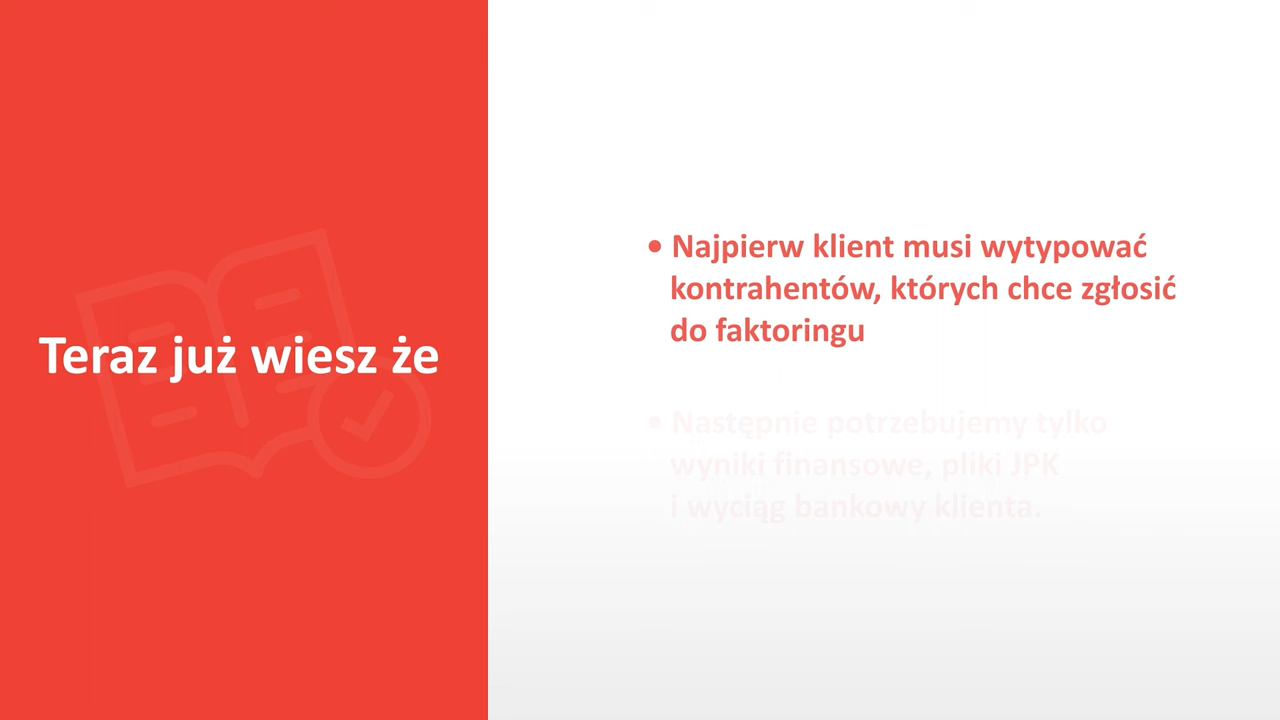 Teraz już wiesz że
• Najpierw klient musi wytypować
kontrahentów, których chce zgłosić
do faktoringu
• Następnie potrzebujemy tylko
wyniki finansowe, pliki JPK
i wyciąg bankowy klienta.